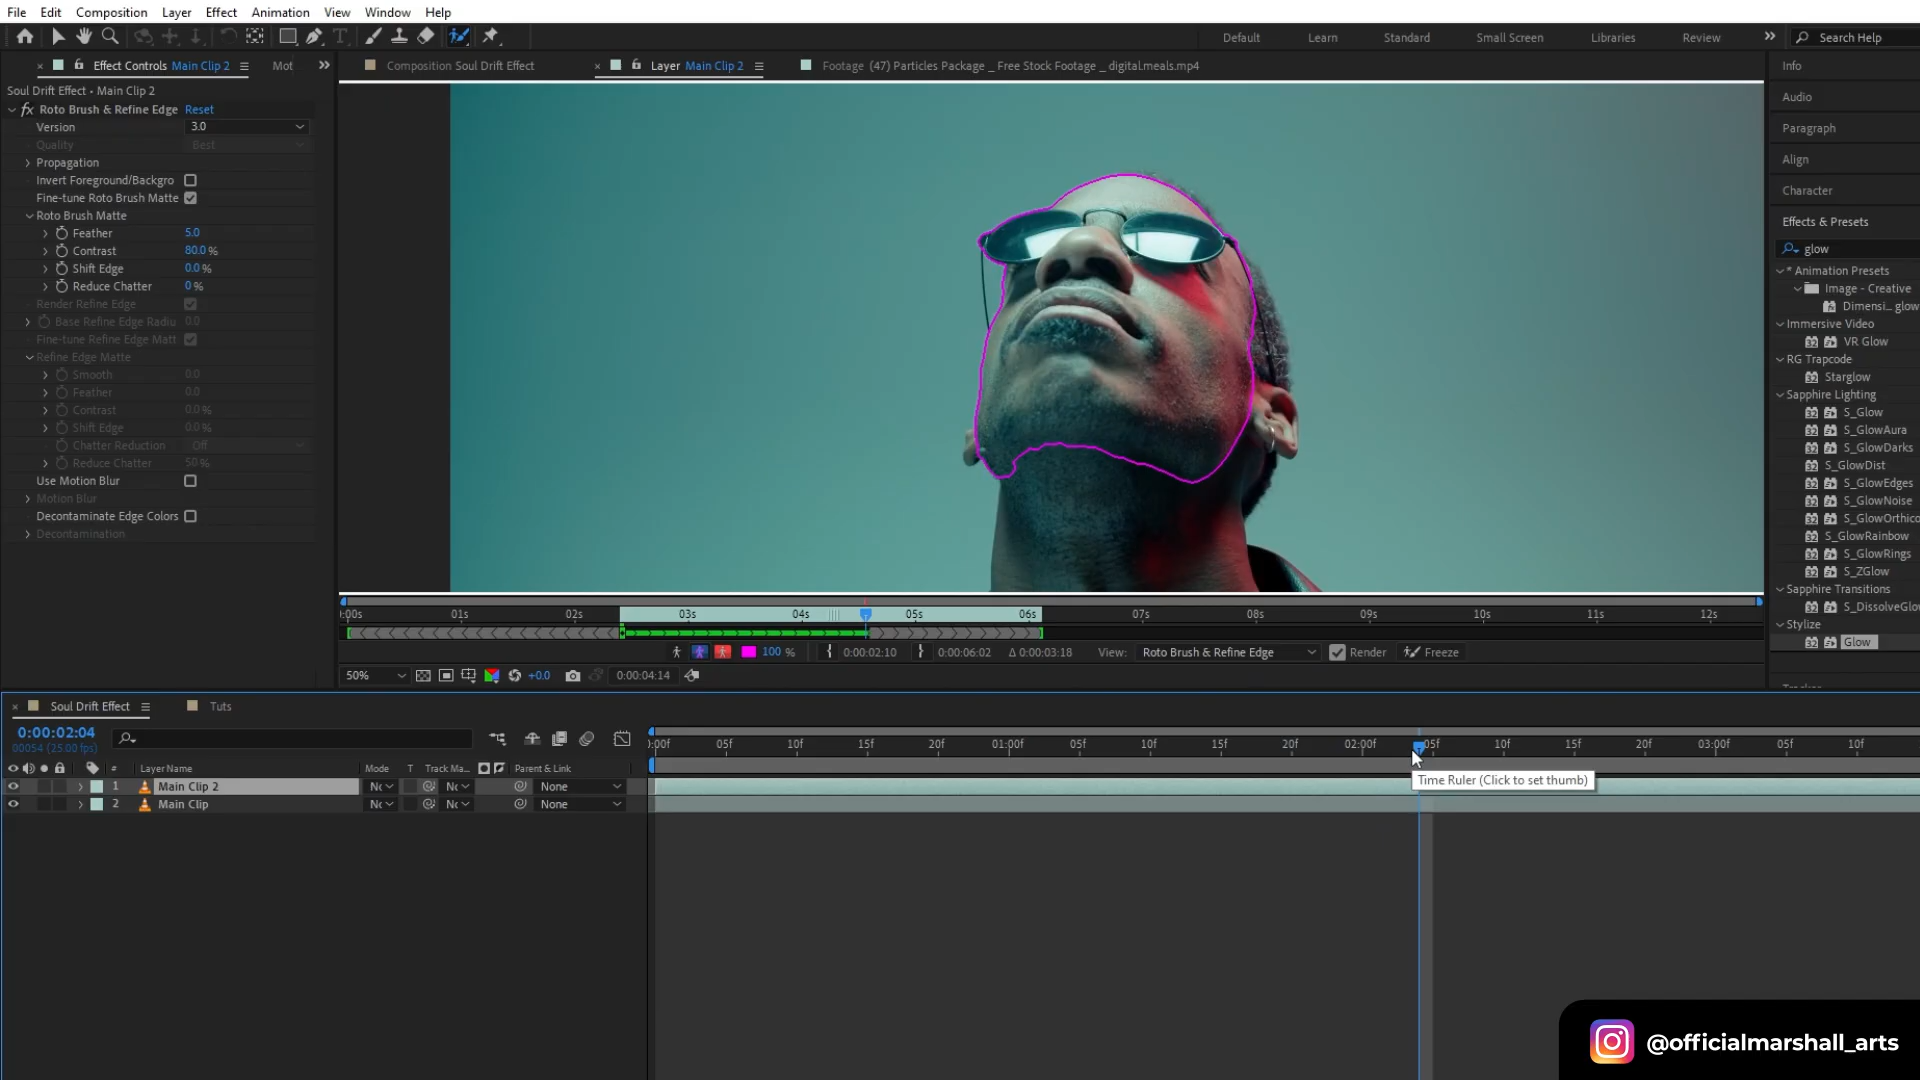 File Edit Composition Layer Effect Animation View Window Help
Default Learn Standard Small Screen Libraries Review Search Help
Effect Controls Main Clip 2 Mot
Composition Soul Drift Effect
Layer Main Clip 2
Footage (47) Particles Package _ Free Stock Footage _ digital.meals.mp4
Soul Drift Effect • Main Clip 2
fx Roto Brush & Refine Edge Reset
Version 3.0
Quality Best
Propagation
Invert Foreground/Backgro
Fine-tune Roto Brush Matte
Roto Brush Matte
Feather 5.0
Contrast 80.0 %
Shift Edge 0.0 %
Reduce Chatter 0 %
Render Refine Edge
Base Refine Edge Radiu 0.0
Fine-tune Refine Edge Matt
Refine Edge Matte
Smooth 0.0
Feather 0.0
Contrast 0.0 %
Shift Edge 0.0 %
Chatter Reduction Off
Reduce Chatter 50 %
Use Motion Blur
Motion Blur
Decontaminate Edge Colors
Decontamination
Info
Audio
Paragraph
Align
Character
Effects & Presets
glow
* Animation Presets
Image - Creative
Dimensi... glow
Immersive Video
VR Glow
RG Trapcode
Starglow
Sapphire Lighting
S_Glow
S_GlowAura
S_GlowDarks
S_GlowDist
S_GlowEdges
S_GlowNoise
S_GlowOrthico
S_GlowRainbow
S_GlowRings
S_ZGlow
Sapphire Transitions
S_DissolveGlo
Stylize
Glow
:00s 01s 02s 03s 04s 05s 06s 07s 08s 09s 10s 11s 12s
100 % 0:00:02:10 0:00:06:02 Δ 0:00:03:18 View: Roto Brush & Refine Edge Render Freeze
50% +0.0 0:00:04:14
Soul Drift Effect Tuts
0:00:02:04
00054 (25.00 fps)
:00f 05f 10f 15f 20f 01:00f 05f 10f 15f 20f 02:00f 05f 10f 15f 20f 03:00f 05f 10f
# Layer Name Mode T Track Ma... Parent & Link
1 Main Clip 2 Nc Nc None
2 Main Clip Nc Nc None
Time Ruler (Click to set thumb)
@officialmarshall_arts